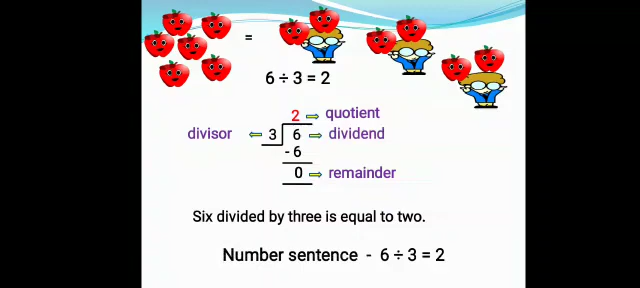 =
6 ÷ 3 = 2
2 ⇨ quotient
divisor ⇦ 3 6 ⇨ dividend
- 6
0 ⇨ remainder
Six divided by three is equal to two.
Number sentence - 6 ÷ 3 = 2